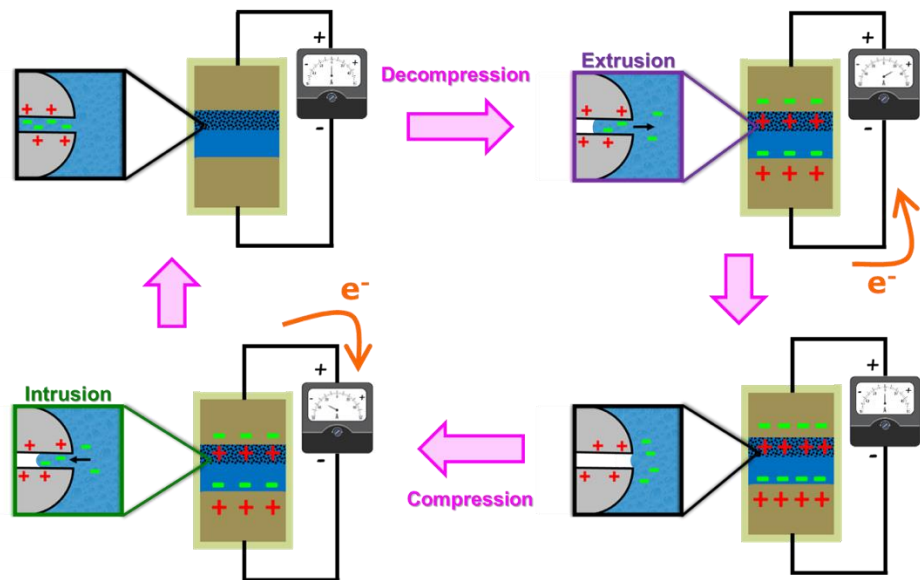 +
-
Decompression
Extrusion
+
-
e-
e-
Intrusion
+
-
Compression
+
-